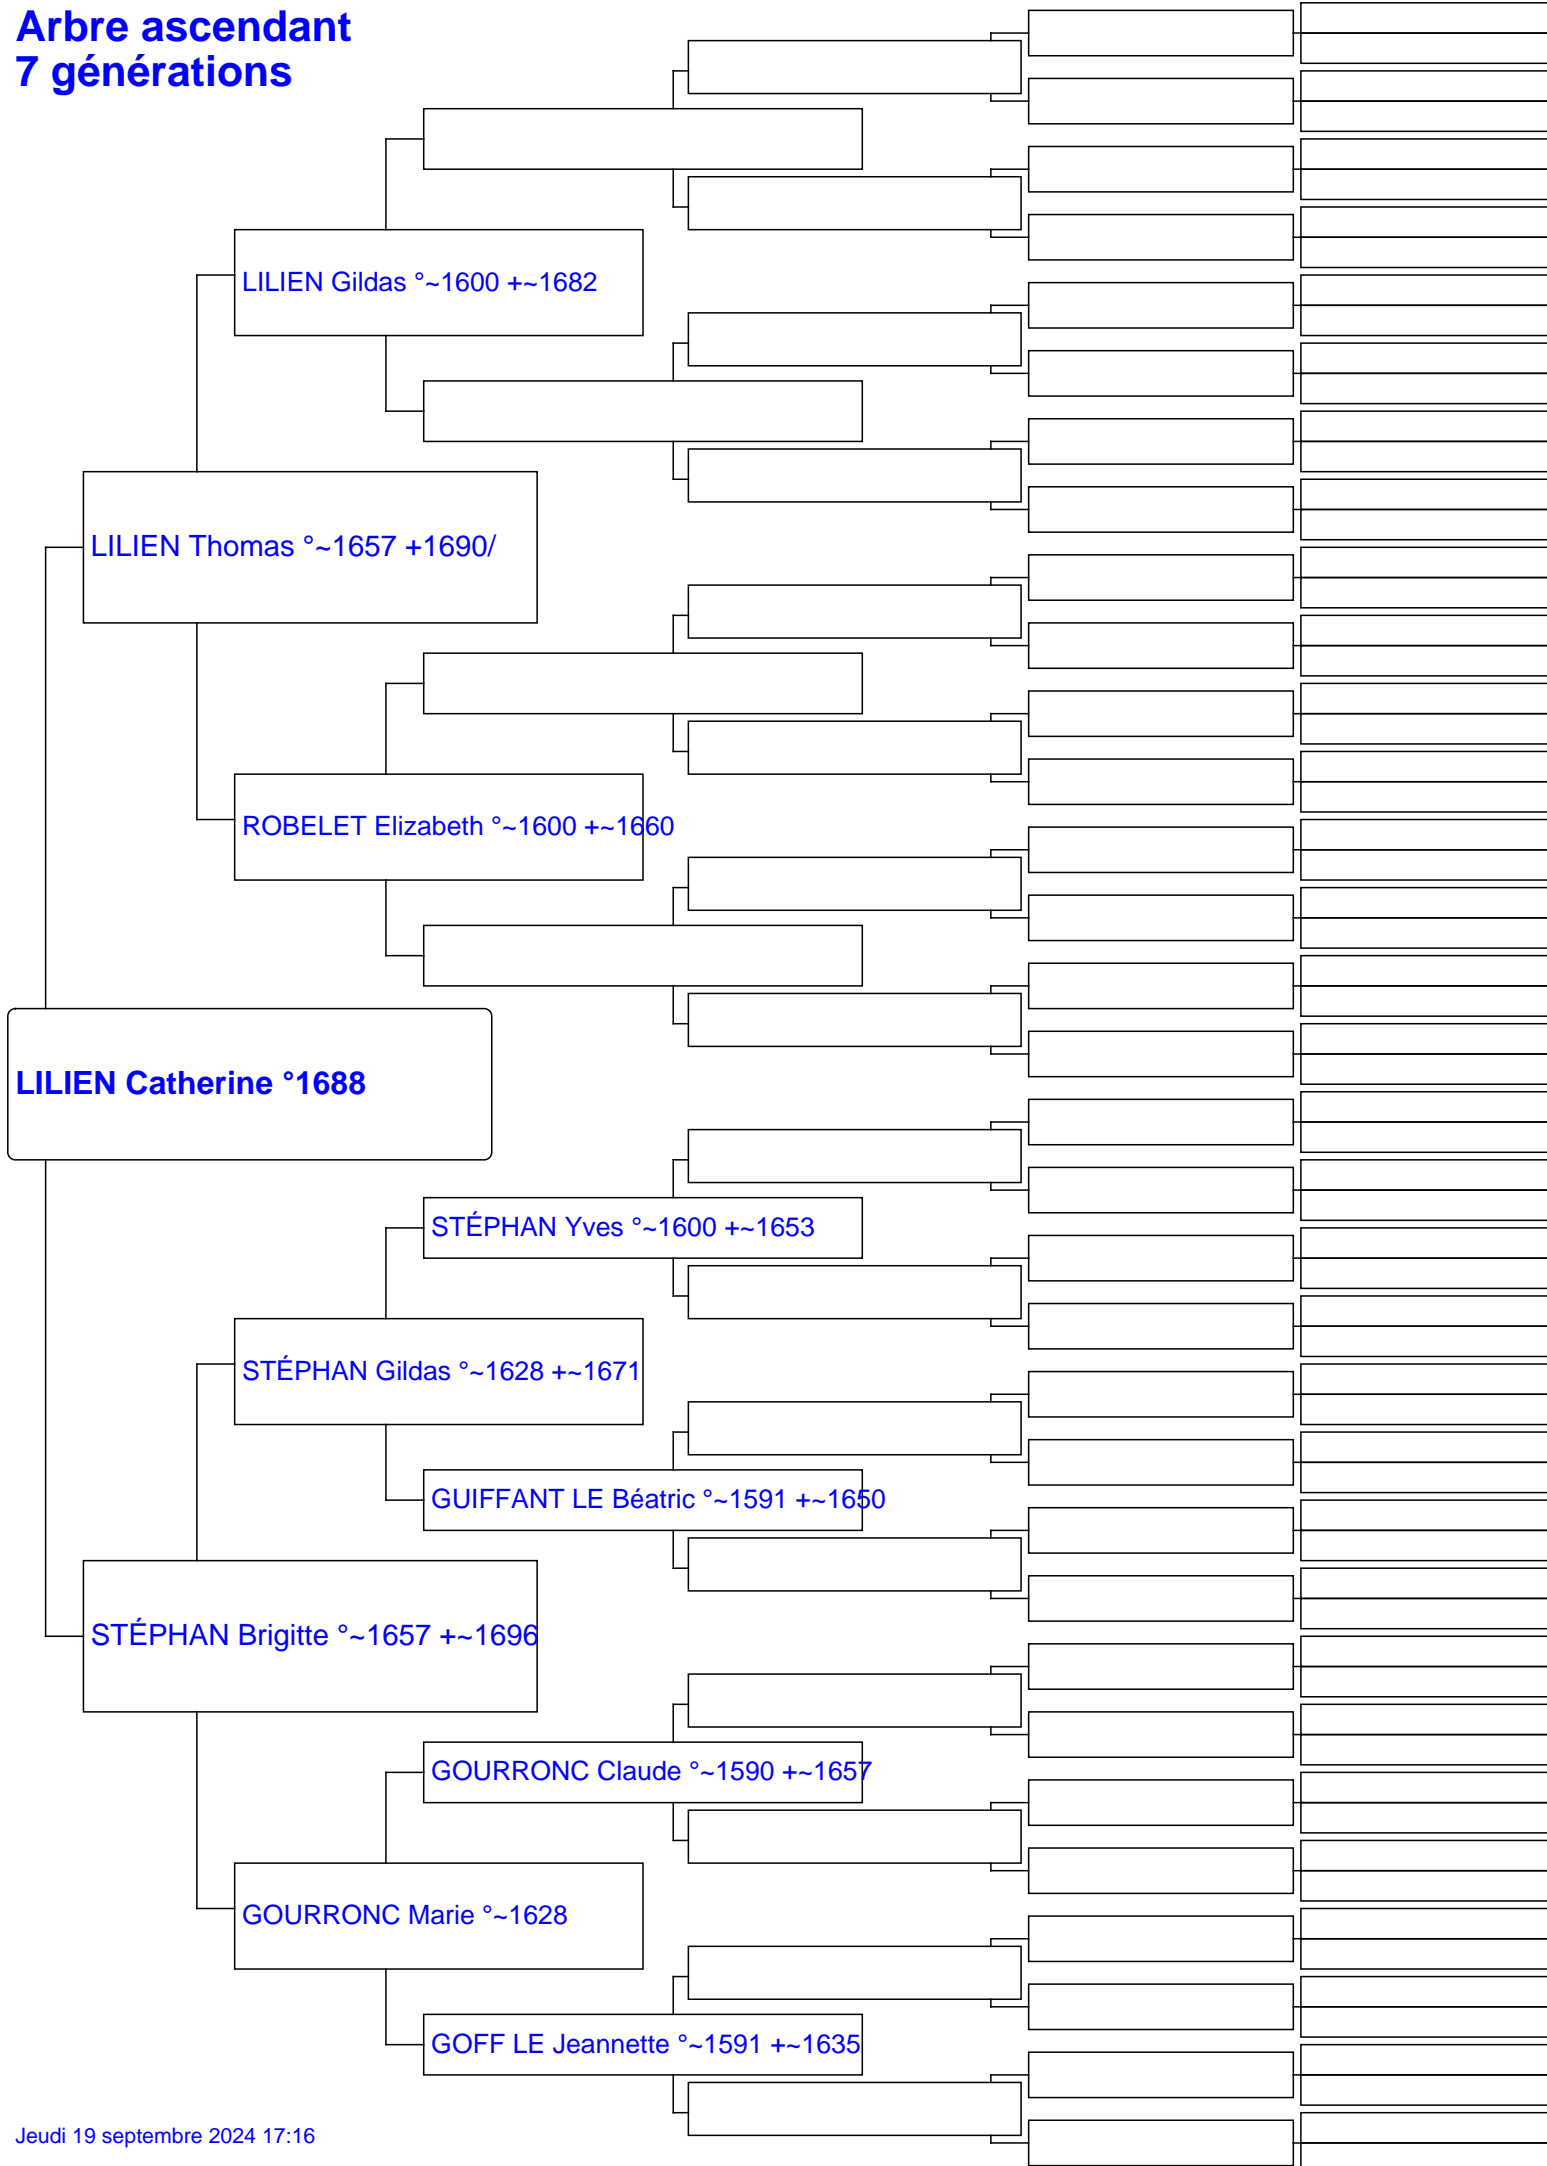 Arbre ascendant
7 générations
LILIEN Gildas °~1600 +~1682
LILIEN Thomas °~1657 +1690/
ROBELET Elizabeth °~1600 +~1660
LILIEN Catherine °1688
STÉPHAN Yves °~1600 +~1653
STÉPHAN Gildas °~1628 +~1671
GUIFFANT LE Béatric °~1591 +~1650
STÉPHAN Brigitte °~1657 +~1696
GOURRONC Claude °~1590 +~1657
GOURRONC Marie °~1628
GOFF LE Jeannette °~1591 +~1635
Jeudi 19 septembre 2024 17:16